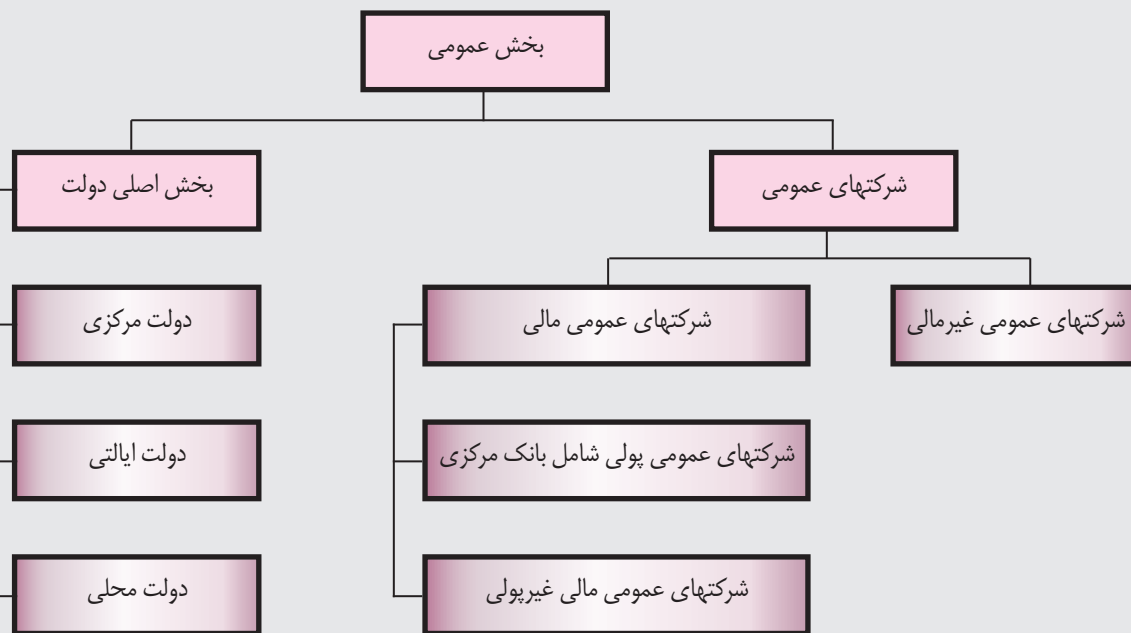 بخش عمومی
شرکتهای عمومی
بخش اصلی دولت
شرکتهای عمومی غیرمالی
شرکتهای عمومی مالی
دولت مرکزی
شرکتهای عمومی پولی شامل بانک مرکزی
دولت ایالتی
شرکتهای عمومی مالی غیرپولی
دولت محلی